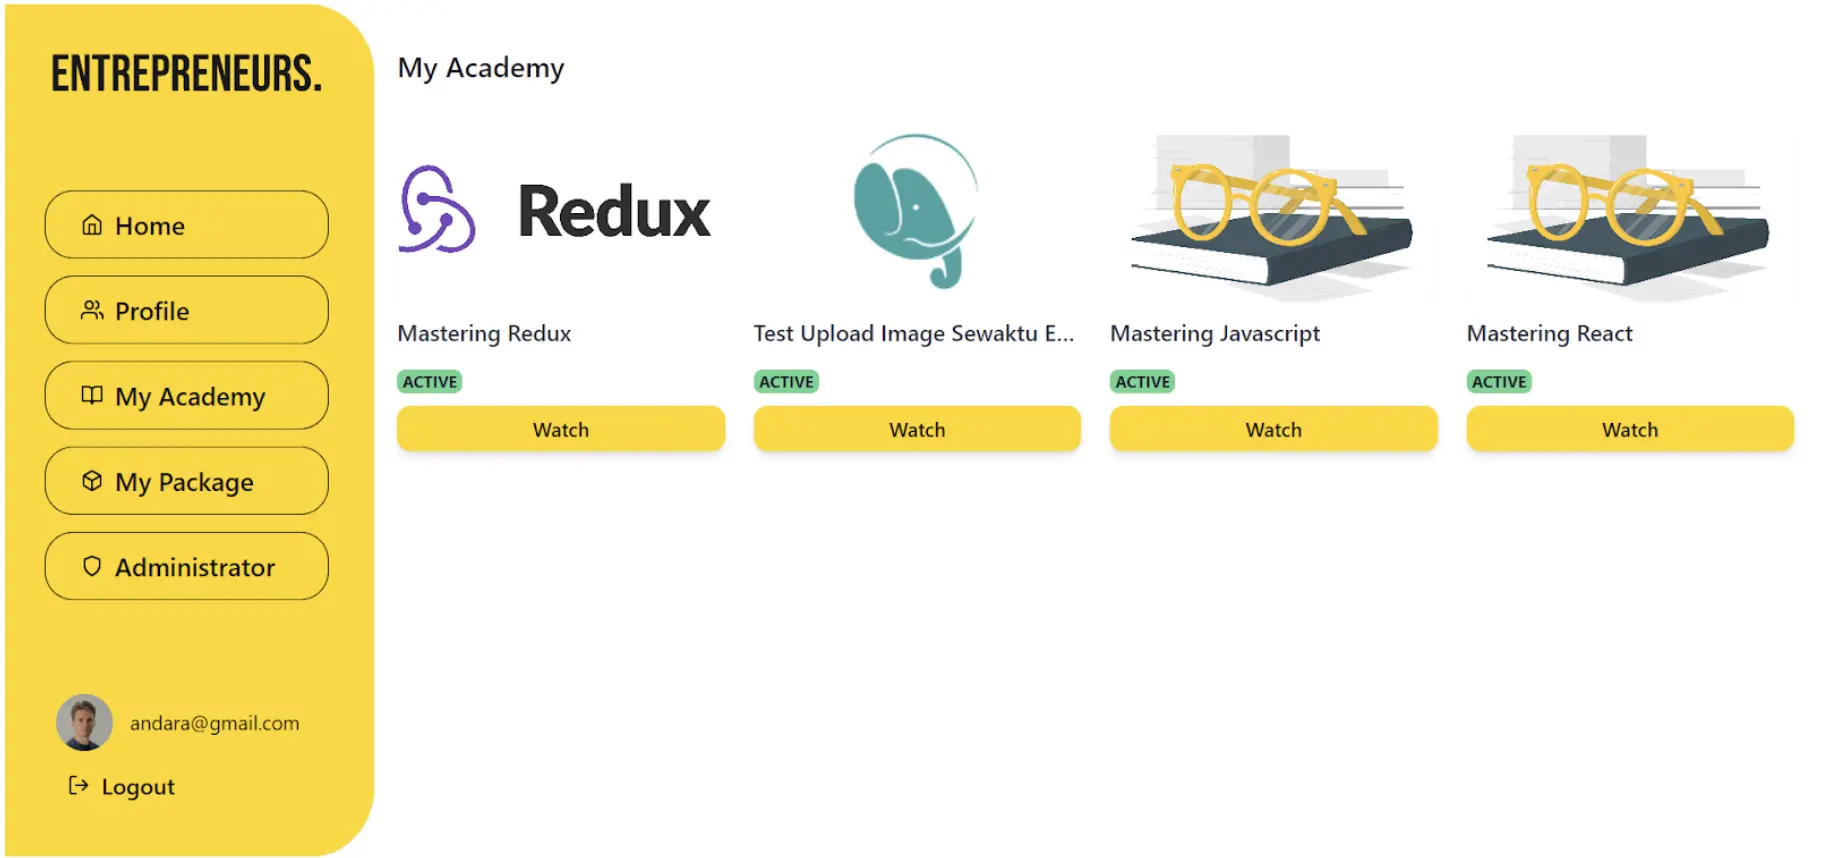 ENTREPRENEURS.
Home
Profile
My Academy
My Package
Administrator
andara@gmail.com
Logout
My Academy
Redux
Mastering Redux
ACTIVE
Watch
Test Upload Image Sewaktu E...
ACTIVE
Watch
Mastering Javascript
ACTIVE
Watch
Mastering React
ACTIVE
Watch